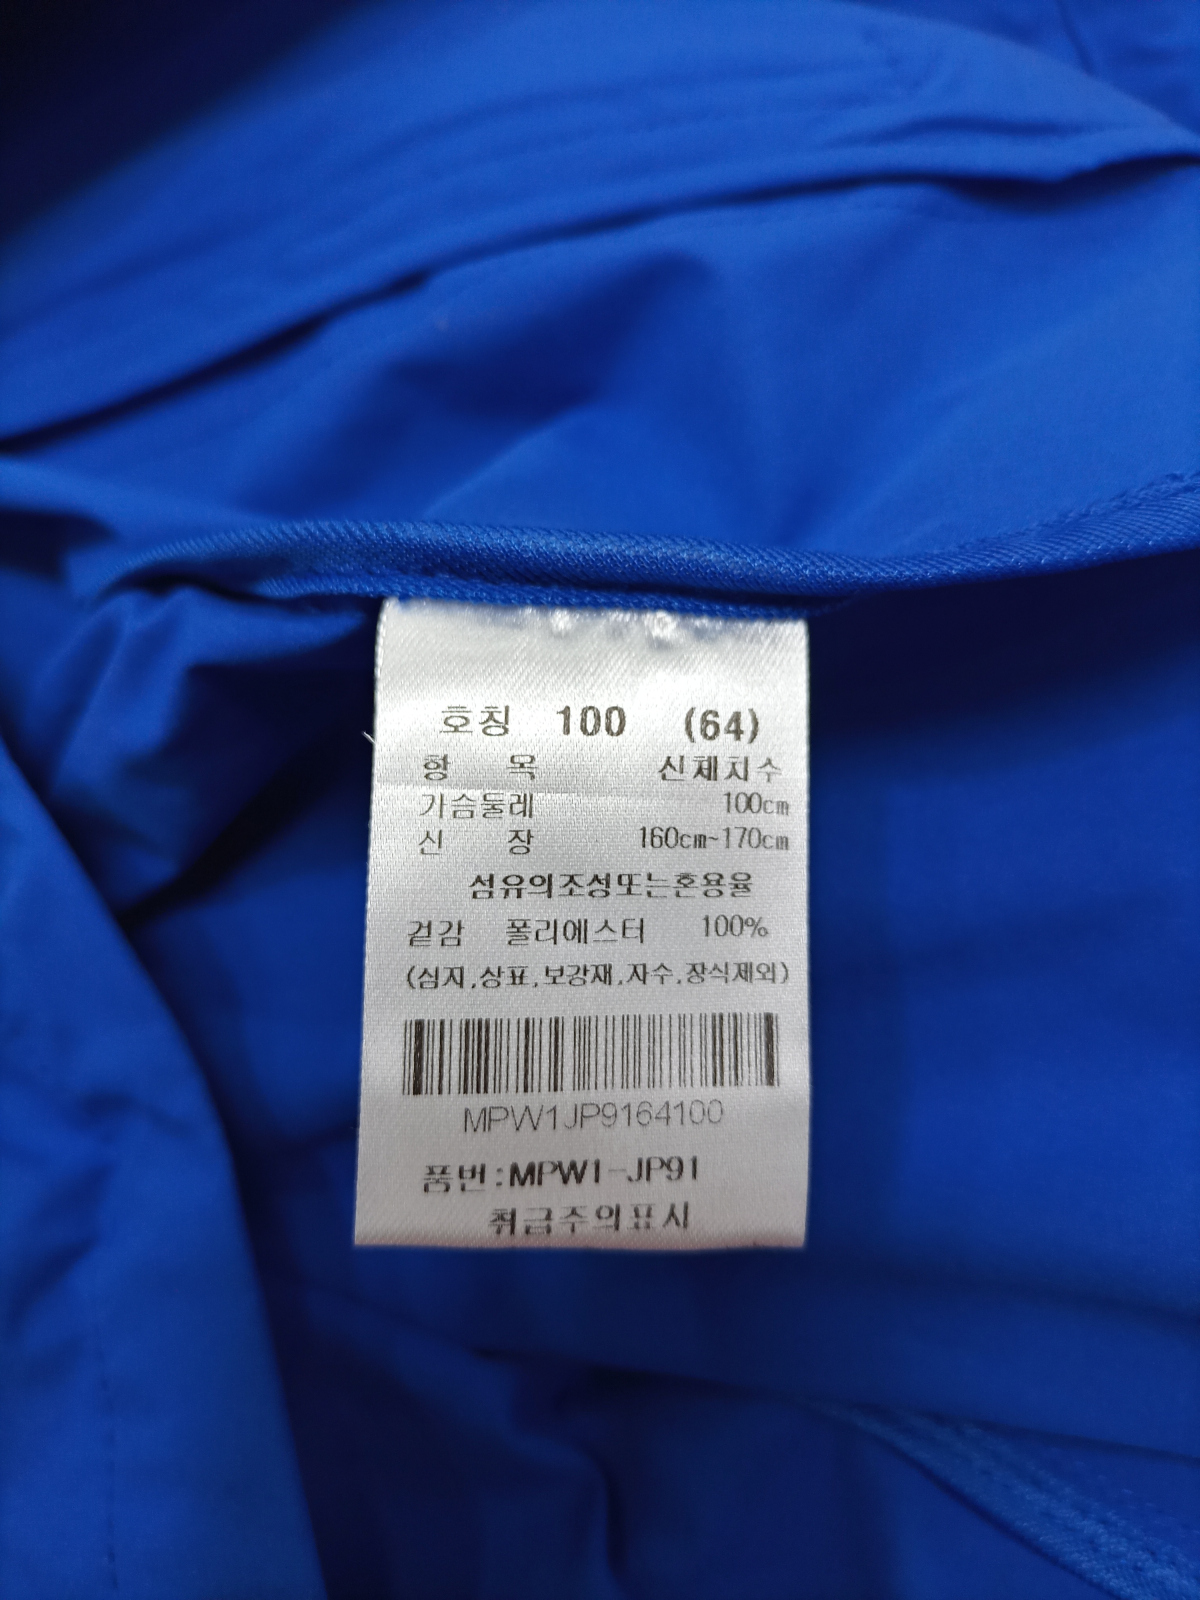 호칭 100 (64)
항 목 신체치수
가슴둘레 100cm
신 장 160cm~170cm
섬유의조성또는혼용율
겉감 폴리에스터 100%
(심지,상표,보강재,자수,장식제외)
MPW1JP9164100
품번:MPW1-JP91
취급주의표시